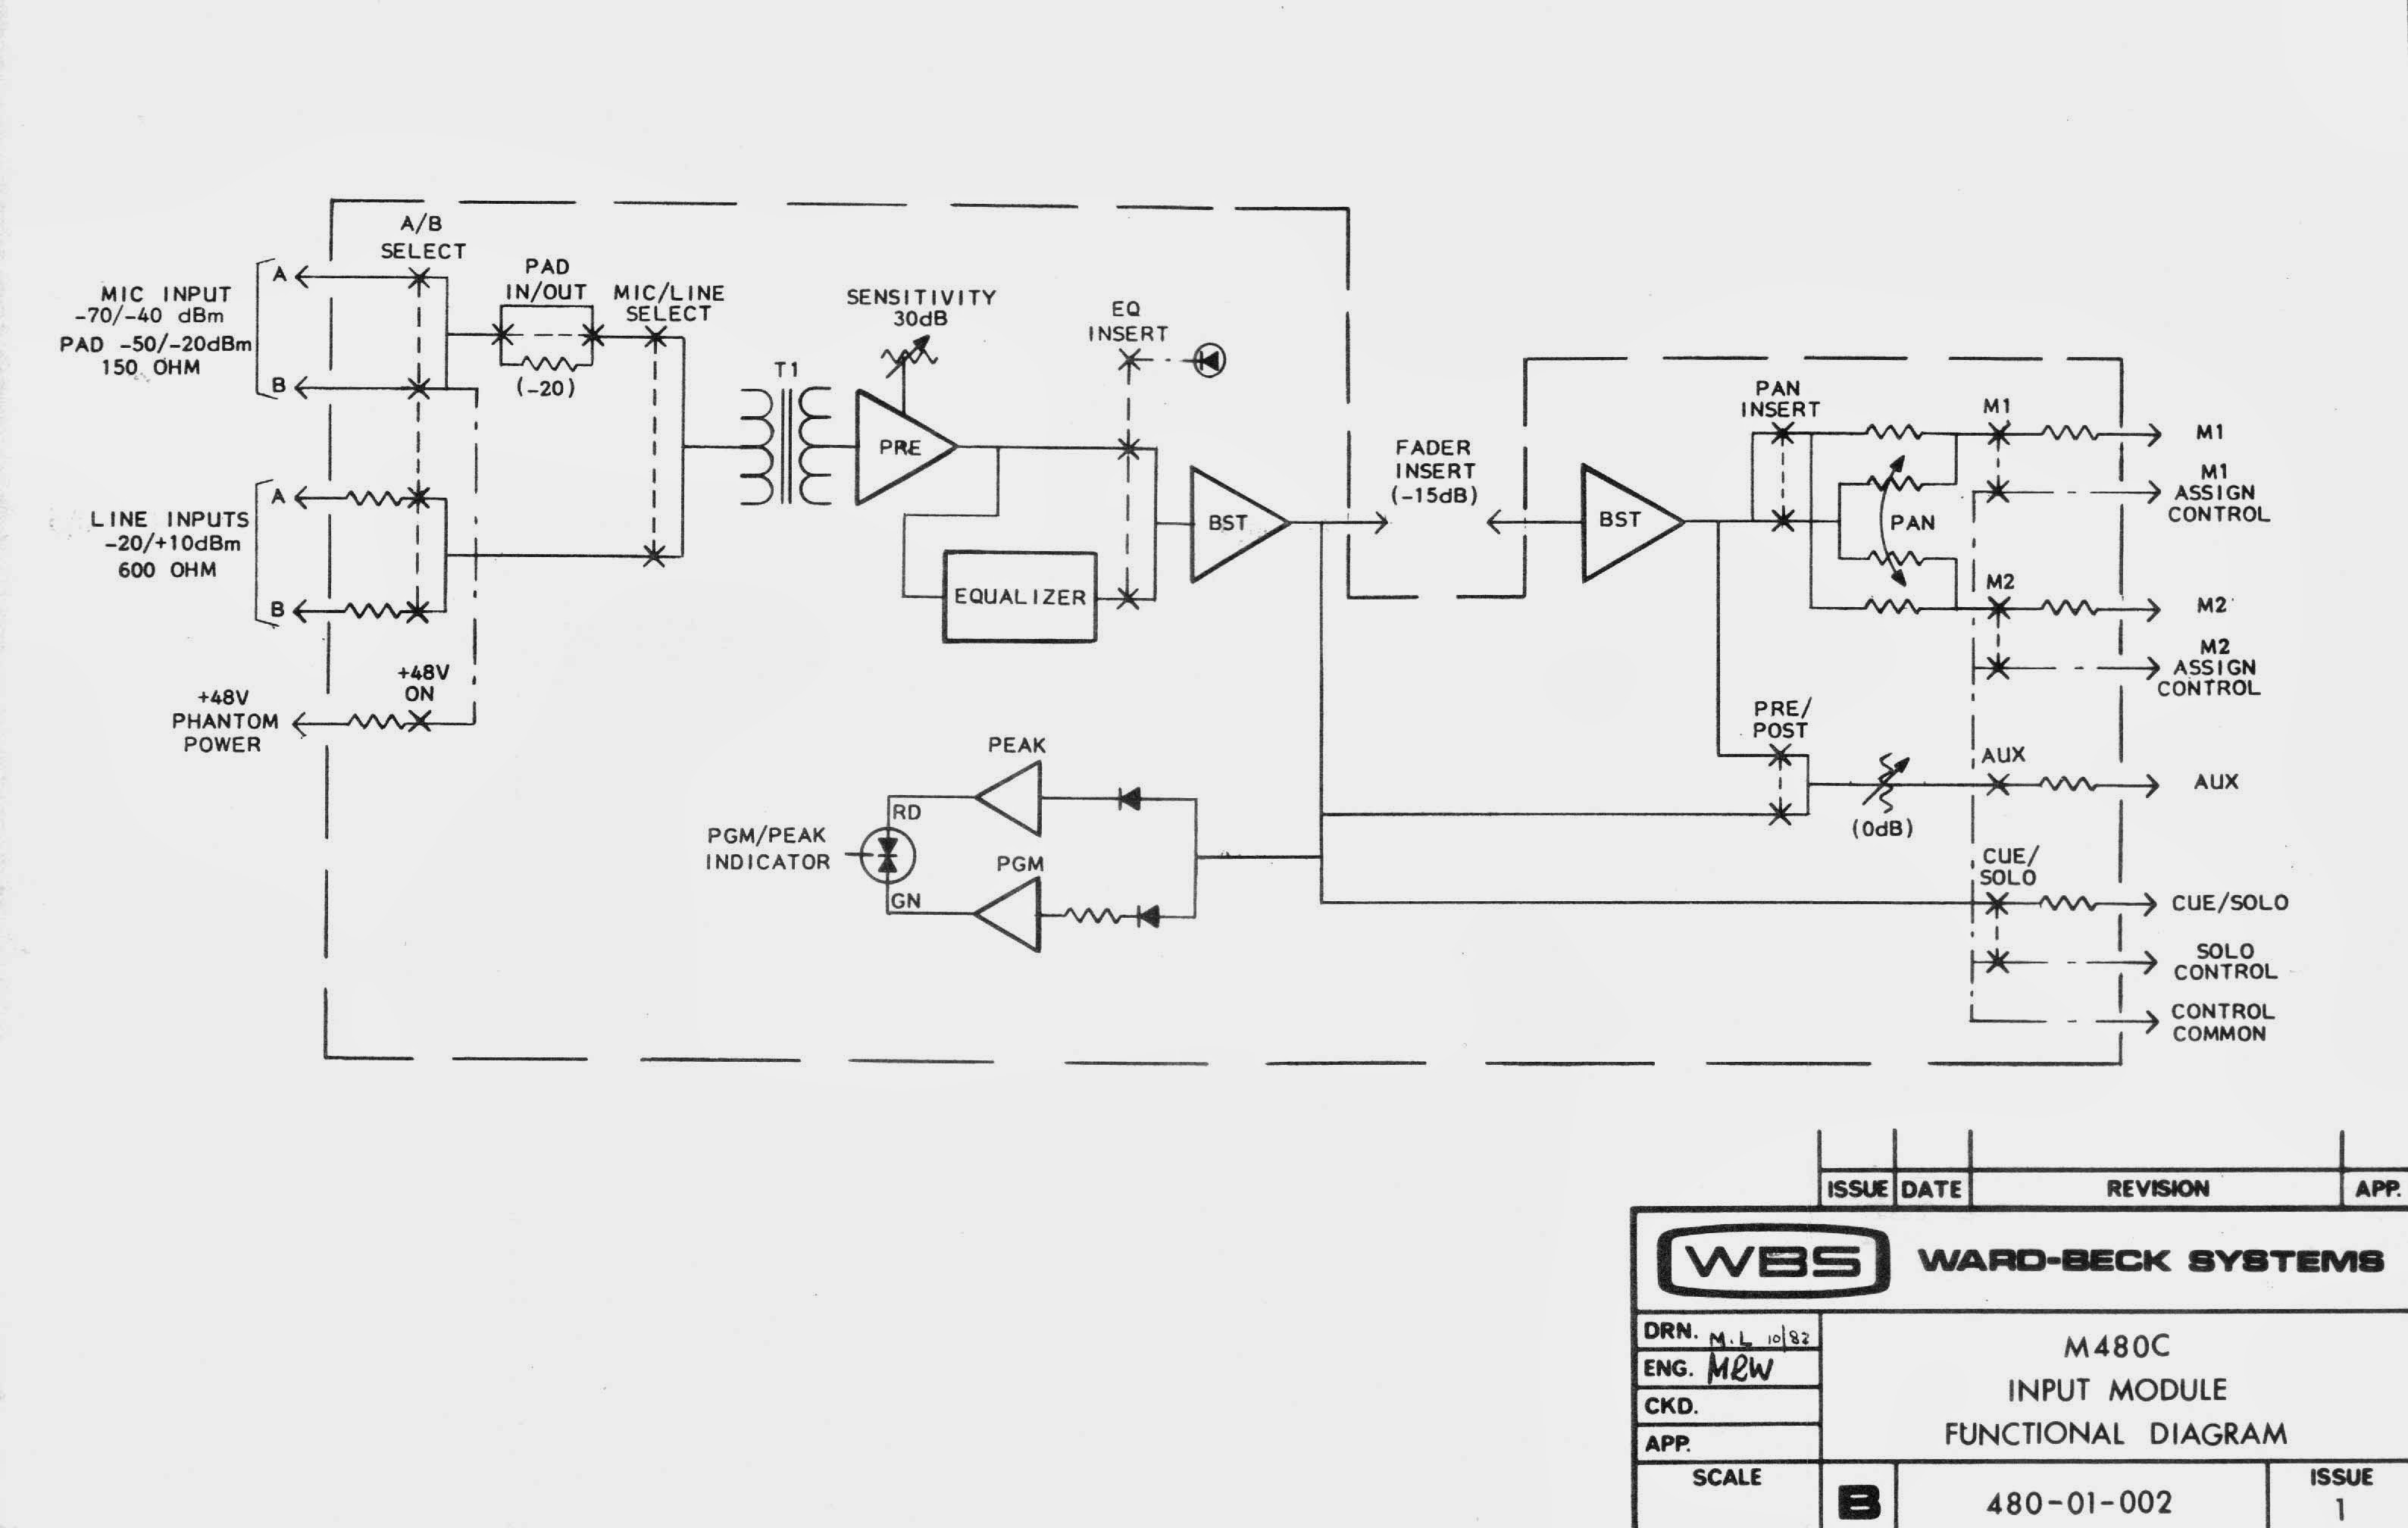 A/B
SELECT
A
MIC INPUT
-70/-40 dBm
PAD -50/-20dBm
150 OHM
B
PAD
IN/OUT
(-20)
MIC/LINE
SELECT
SENSITIVITY
30dB
T1
PRE
EQ
INSERT
BST
EQUALIZER
A
LINE INPUTS
-20/+10dBm
600 OHM
B
+48V
ON
+48V
PHANTOM
POWER
FADER
INSERT
(-15dB)
BST
PAN
INSERT
PAN
M1
M1
M1
ASSIGN
CONTROL
M2
M2
M2
ASSIGN
CONTROL
PRE/
POST
(0dB)
AUX
AUX
CUE/
SOLO
CUE/SOLO
SOLO
CONTROL
CONTROL
COMMON
PEAK
RD
PGM/PEAK
INDICATOR
PGM
GN
ISSUE DATE REVISION APP.
WBS WARD-BECK SYSTEMS
DRN. M.L 10/82
ENG. MRW
CKD.
APP.
M480C
INPUT MODULE
FUNCTIONAL DIAGRAM
SCALE
B
480-01-002
ISSUE
1